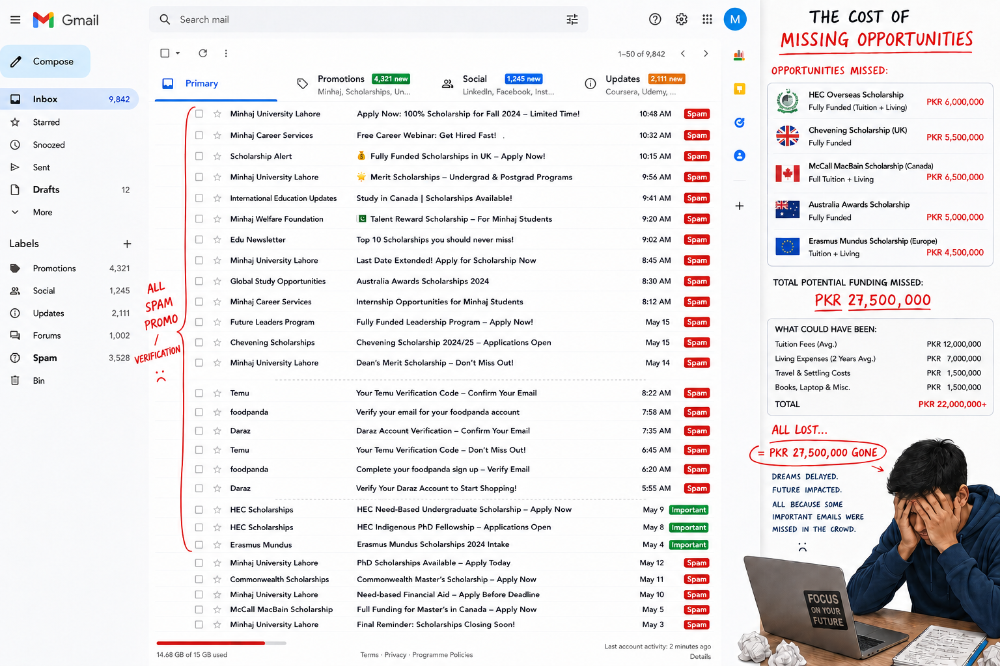 Gmail
Search mail
M
Compose
Inbox 9,842
Starred
Snoozed
Sent
Drafts 12
More
Labels
Promotions 4,321
Social 1,245
Updates 2,111
Forums 1,002
Spam 3,528
Bin
1–50 of 9,842
Primary
Promotions 4,321 new
Minhaj, Scholarships, Un...
Social 1,245 new
LinkedIn, Facebook, Inst...
Updates 2,111 new
Coursera, Udemy, ...
ALL
SPAM
PROMO
/
VERIFICATION
:(
Minhaj University Lahore Apply Now: 100% Scholarship for Fall 2024 – Limited Time! 10:48 AM Spam
Minhaj Career Services Free Career Webinar: Get Hired Fast! . 10:32 AM Spam
Scholarship Alert 💰 Fully Funded Scholarships in UK – Apply Now! 10:15 AM Spam
Minhaj University Lahore 🌟 Merit Scholarships – Undergrad & Postgrad Programs 9:56 AM Spam
International Education Updates Study in Canada | Scholarships Available! 9:41 AM Spam
Minhaj Welfare Foundation 🇵🇰 Talent Reward Scholarship – For Minhaj Students 9:20 AM Spam
Edu Newsletter Top 10 Scholarships you should never miss! 9:02 AM Spam
Minhaj University Lahore Last Date Extended! Apply for Scholarship Now 8:45 AM Spam
Global Study Opportunities Australia Awards Scholarships 2024 8:30 AM Spam
Minhaj Career Services Internship Opportunities for Minhaj Students 8:12 AM Spam
Future Leaders Program Fully Funded Leadership Program – Apply Now! May 15 Spam
Chevening Scholarships Chevening Scholarship 2024/25 – Applications Open May 15 Spam
Minhaj University Lahore Dean's Merit Scholarship – Don't Miss Out! May 14 Spam
Temu Your Temu Verification Code – Confirm Your Email 8:22 AM Spam
foodpanda Verify your email for your foodpanda account 7:58 AM Spam
Daraz Daraz Account Verification – Confirm Your Email 7:35 AM Spam
Temu Your Temu Verification Code – Don't Miss Out! 6:45 AM Spam
foodpanda Complete your foodpanda sign up – Verify Email 6:20 AM Spam
Daraz Verify Your Daraz Account to Start Shopping! 5:55 AM Spam
HEC Scholarships HEC Need-Based Undergraduate Scholarship – Apply Now May 9 Important
HEC Scholarships HEC Indigenous PhD Fellowship – Applications Open May 8 Important
Erasmus Mundus Erasmus Mundus Scholarships 2024 Intake May 4 Important
Minhaj University Lahore PhD Scholarships Available – Apply Today May 12 Spam
Commonwealth Scholarships Commonwealth Master's Scholarship – Apply Now May 11 Spam
Minhaj University Lahore Need-based Financial Aid – Apply Before Deadline May 10 Spam
McCall MacBain Scholarship Full Funding for Master's in Canada – Apply Now May 5 Spam
Minhaj University Lahore Final Reminder: Scholarships Closing Soon! May 3 Spam
14.68 GB of 15 GB used
Terms · Privacy · Programme Policies
Last account activity: 2 minutes ago
Details
THE COST OF
MISSING OPPORTUNITIES
OPPORTUNITIES MISSED:
HEC Overseas Scholarship
Fully Funded (Tuition + Living) PKR 6,000,000
Chevening Scholarship (UK)
Fully Funded PKR 5,500,000
McCall MacBain Scholarship (Canada)
Full Tuition + Living PKR 6,500,000
Australia Awards Scholarship
Fully Funded PKR 5,000,000
Erasmus Mundus Scholarship (Europe)
Tuition + Living PKR 4,500,000
TOTAL POTENTIAL FUNDING MISSED:
PKR 27,500,000
WHAT COULD HAVE BEEN:
Tuition Fees (Avg.) PKR 12,000,000
Living Expenses (2 Years Avg.) PKR 7,000,000
Travel & Settling Costs PKR 1,500,000
Books, Laptop & Misc. PKR 1,500,000
TOTAL PKR 22,000,000+
ALL LOST...
= PKR 27,500,000 GONE
DREAMS DELAYED.
FUTURE IMPACTED.
ALL BECAUSE SOME
IMPORTANT EMAILS WERE
MISSED IN THE CROWD.
:(
FOCUS
ON YOUR
FUTURE